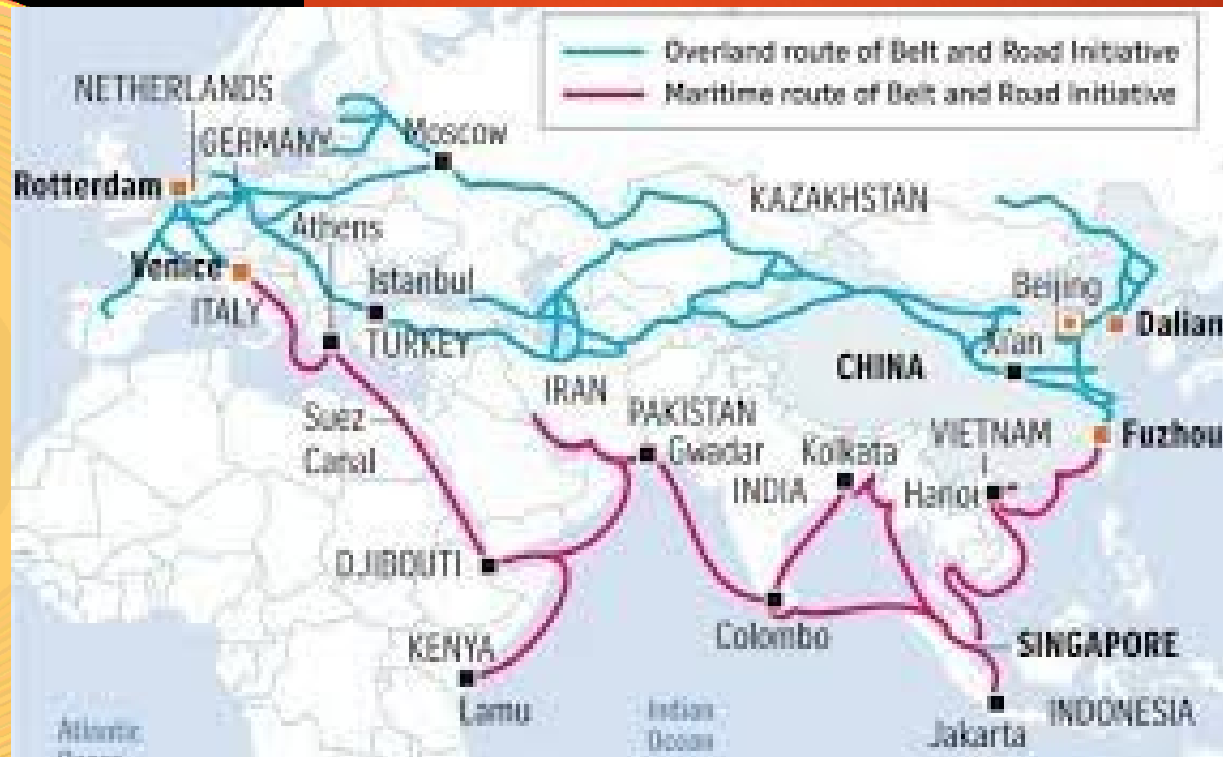 Overland route of Belt and Road Initiative
Maritime route of Belt and Road Initiative
NETHERLANDS
GERMANY
Moscow
Rotterdam
KAZAKHSTAN
Athens
Venice
Istanbul
Beijing
ITALY
Dalian
TURKEY
Xian
CHINA
IRAN
PAKISTAN
Suez
Canal
Gwadar
Kolkata
VIETNAM
Fuzhou
INDIA
Hanoi
DJIBOUTI
Colombo
KENYA
SINGAPORE
Lamu
Indian
Ocean
INDONESIA
Jakarta
Atlantic
Ocean